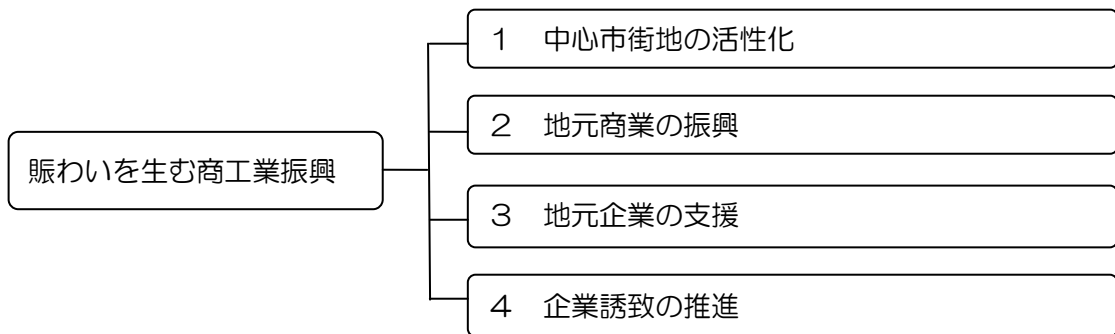 賑わいを生む商工業振興
１　中心市街地の活性化
２　地元商業の振興
３　地元企業の支援
４　企業誘致の推進